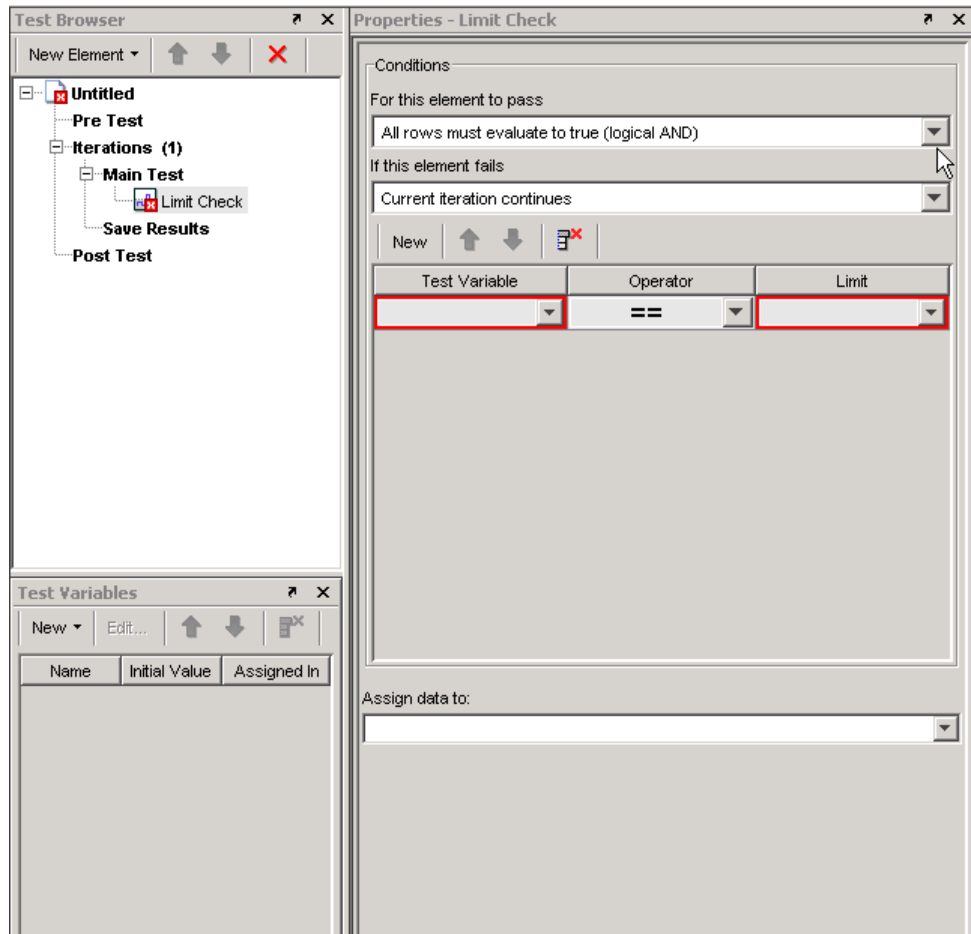 Test Browser
New Element
Untitled
Pre Test
Iterations (1)
Main Test
Limit Check
Save Results
Post Test
Test Variables
New
Edit...
Name Initial Value Assigned In
Properties - Limit Check
Conditions
For this element to pass
All rows must evaluate to true (logical AND)
If this element fails
Current iteration continues
New
Test Variable Operator Limit
==
Assign data to: